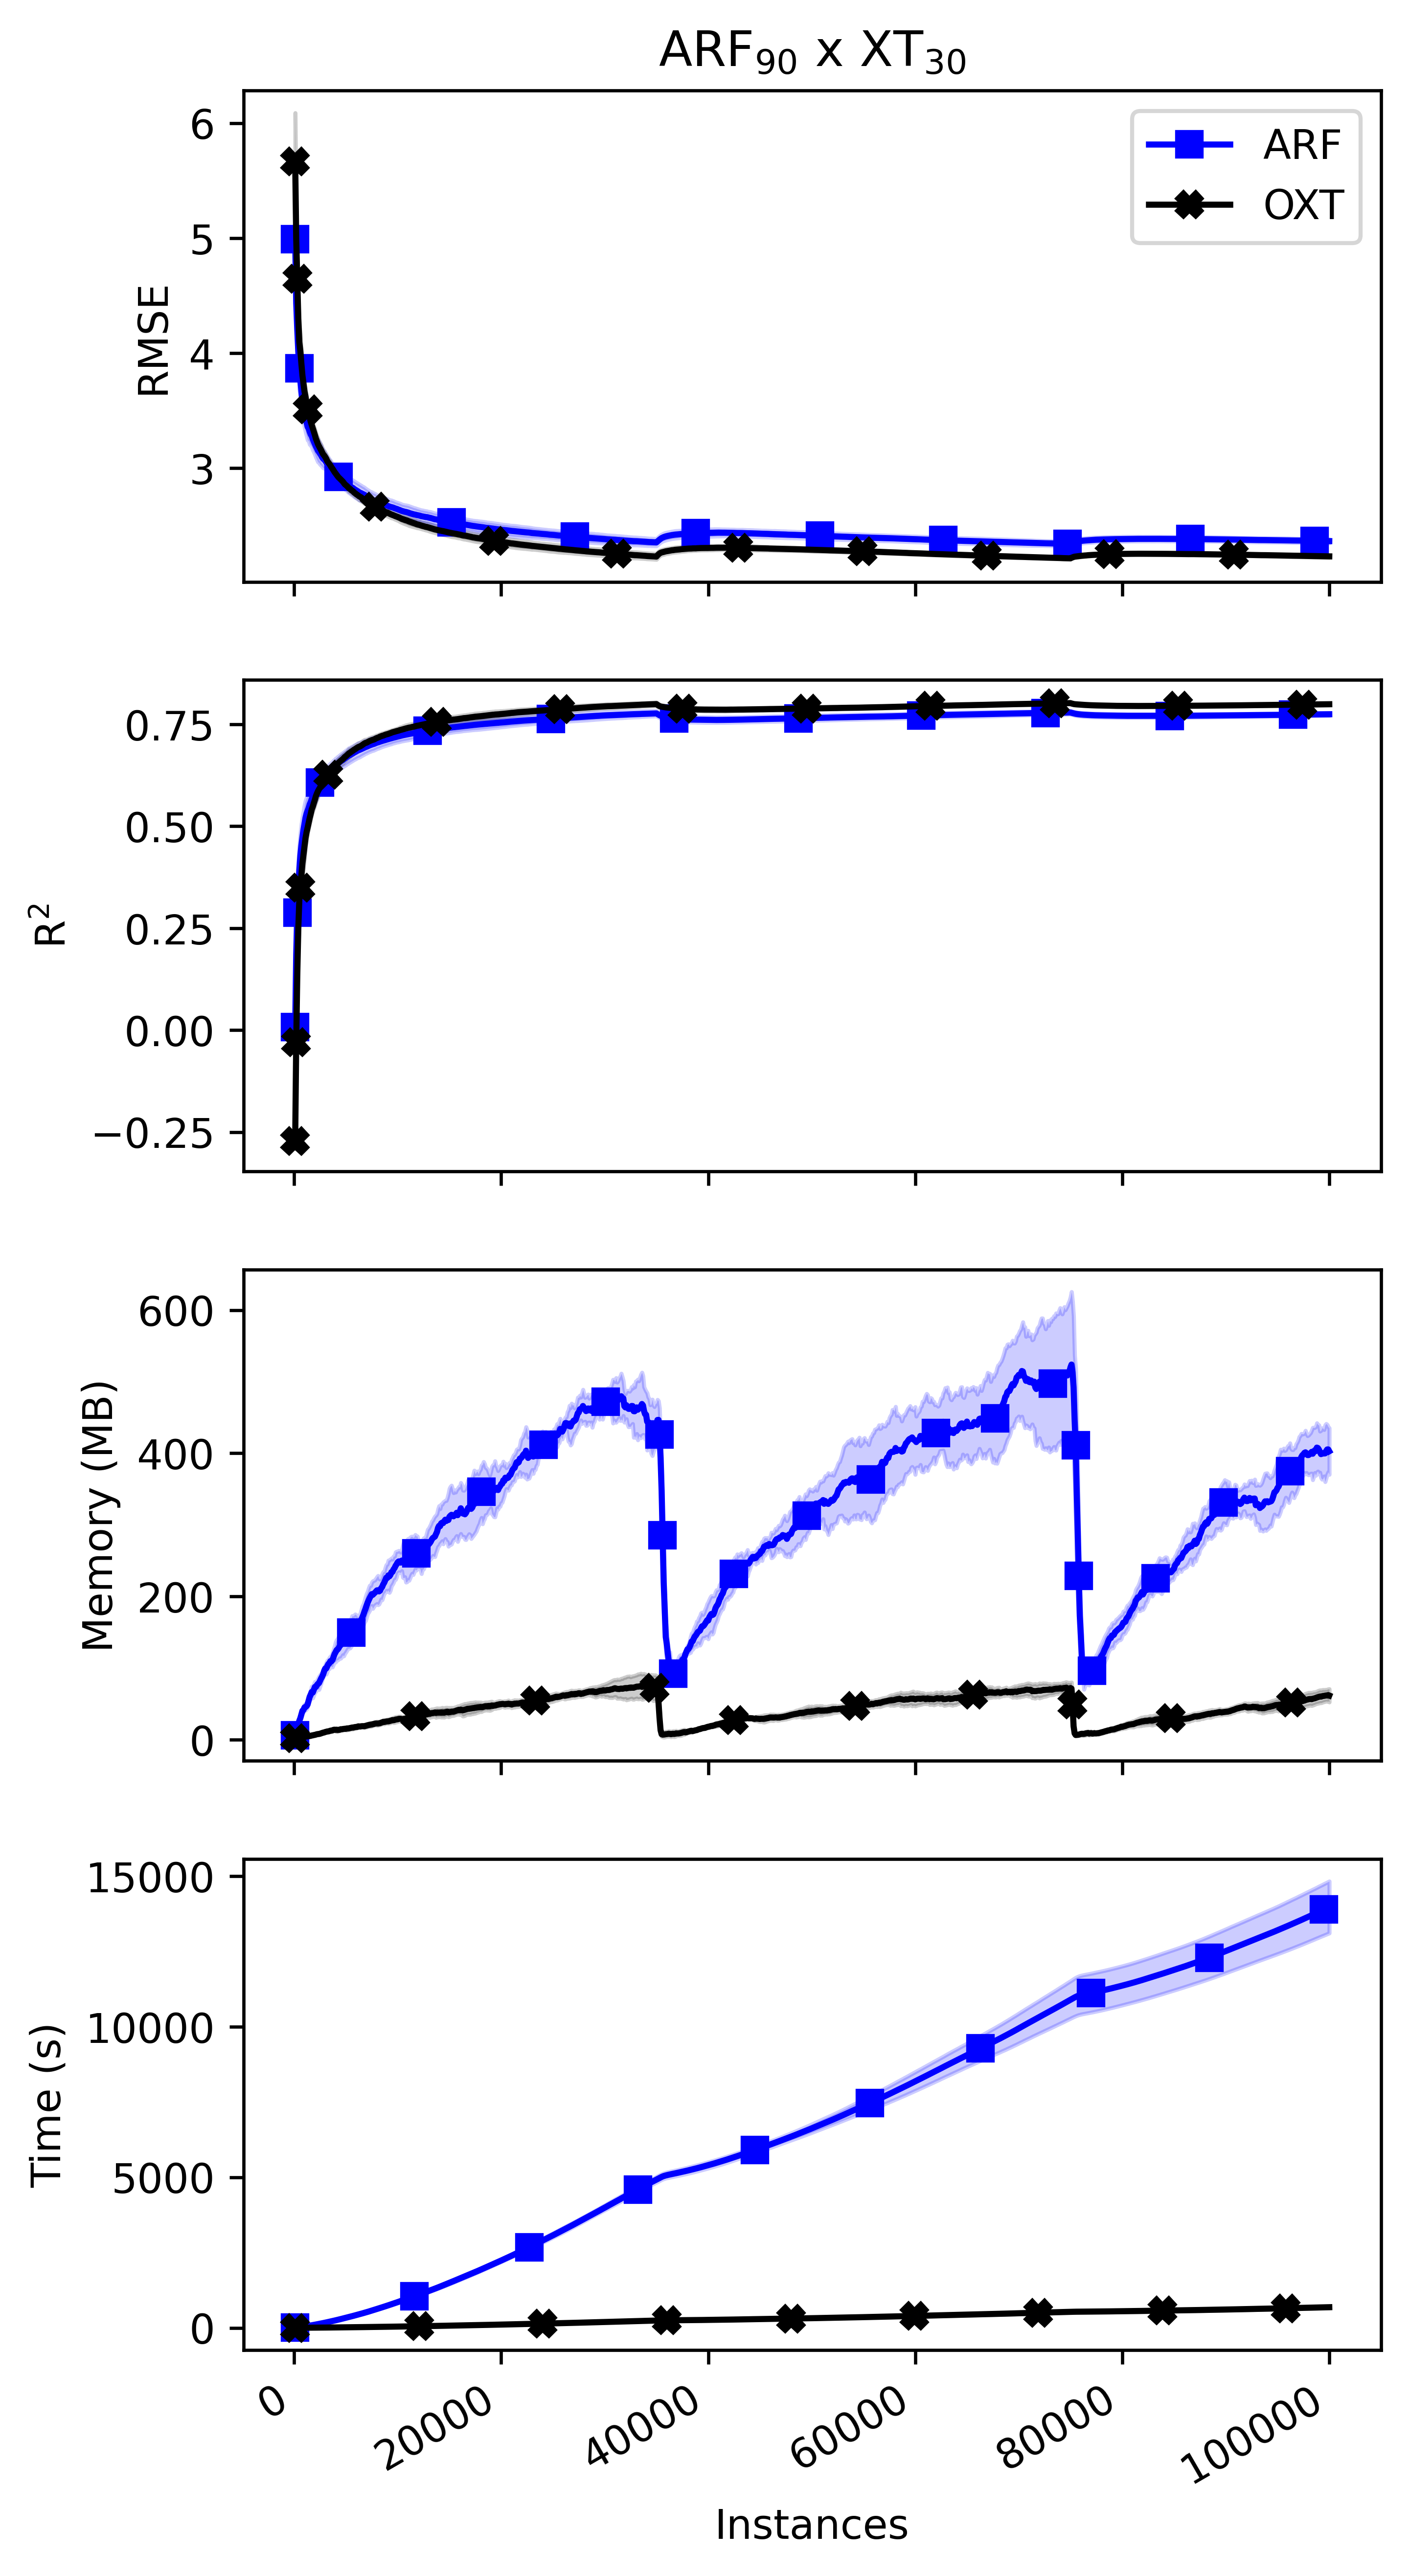 ARF₉₀ x XT₃₀
6
5
4
3
RMSE
ARF
OXT
0.75
0.50
0.25
0.00
−0.25
R²
600
400
200
0
Memory (MB)
15000
10000
5000
0
Time (s)
0
20000
40000
60000
80000
100000
Instances